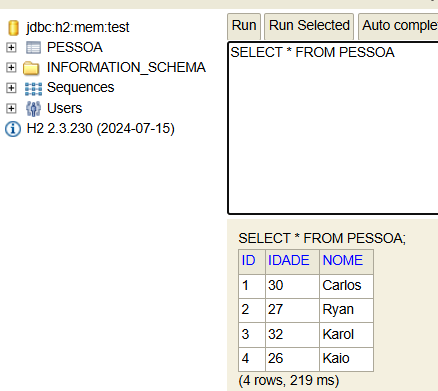 jdbc:h2:mem:test
PESSOA
INFORMATION_SCHEMA
Sequences
Users
H2 2.3.230 (2024-07-15)
Run Run Selected Auto comple
SELECT * FROM PESSOA
SELECT * FROM PESSOA;
ID IDADE NOME
1 30 Carlos
2 27 Ryan
3 32 Karol
4 26 Kaio
(4 rows, 219 ms)